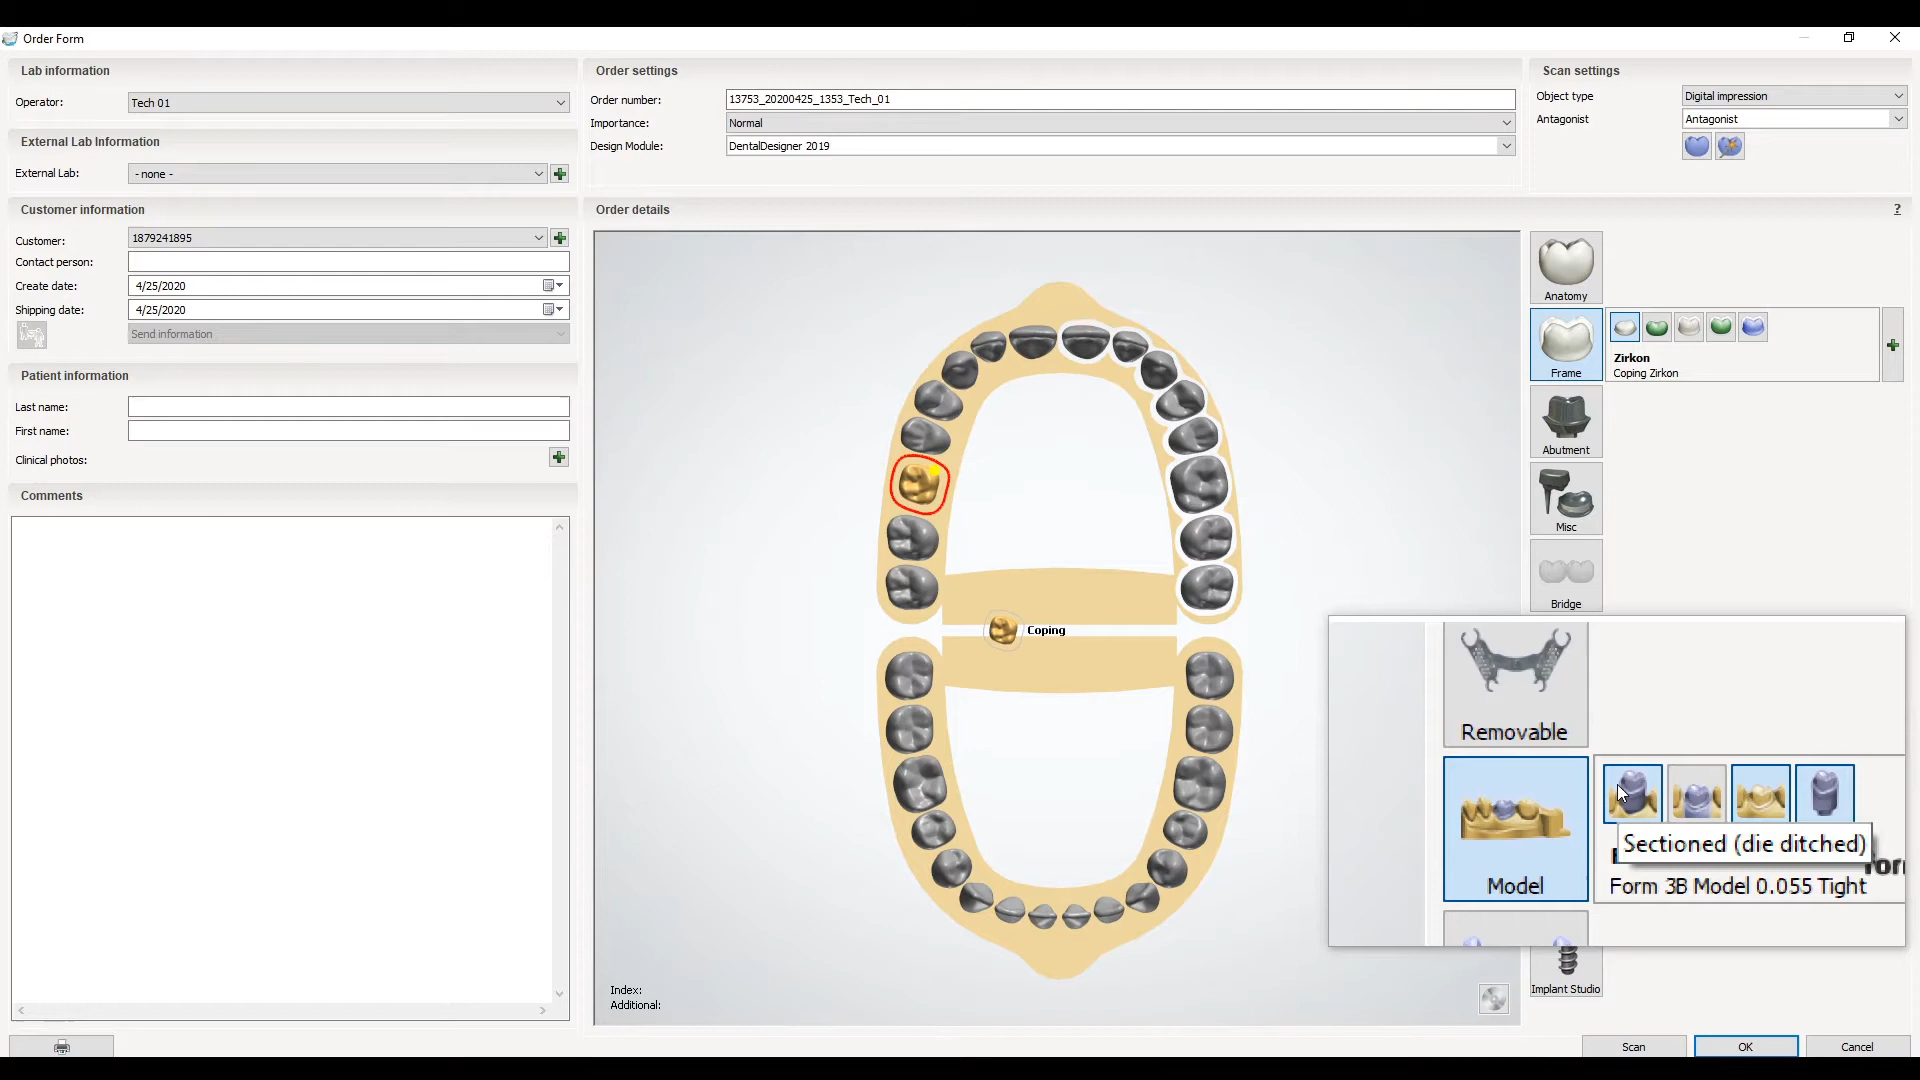 Order Form
Lab information
Operator:
Tech 01
External Lab Information
External Lab:
- none -
Customer information
Customer:
1879241895
Contact person:
Create date:
4/25/2020
Shipping date:
4/25/2020
Send information
Patient information
Last name:
First name:
Clinical photos:
Comments
Order settings
Order number:
13753_20200425_1353_Tech_01
Importance:
Normal
Design Module:
DentalDesigner 2019
Order details
?
Coping
Index:
Additional:
Scan settings
Object type
Digital impression
Antagonist
Antagonist
Anatomy
Frame
Zirkon
Coping Zirkon
Abutment
Misc
Bridge
Removable
Model
Sectioned (die ditched)
Form 3B Model 0.055 Tight
Implant Studio
Scan
OK
Cancel